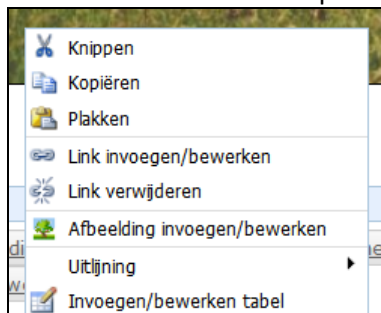 Knippen
Kopiëren
Plakken
Link invoegen/bewerken
Link verwijderen
Afbeelding invoegen/bewerken
Uitlijning
Invoegen/bewerken tabel